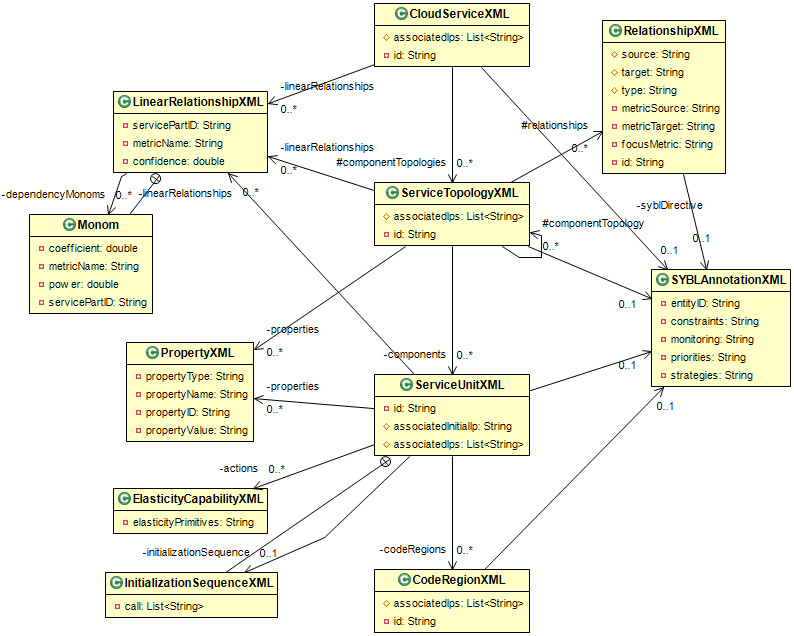 CloudServiceXML
associatedIps: List<String>
id: String
RelationshipXML
source: String
target: String
type: String
metricSource: String
metricTarget: String
focusMetric: String
id: String
-linearRelationships
0..*
LinearRelationshipXML
servicePartID: String
metricName: String
confidence: double
#relationships
0..*
-linearRelationships
0..*
#componentTopologies
0..*
-dependencyMonoms
0..*
-linearRelationships
0..*
ServiceTopologyXML
associatedIps: List<String>
id: String
-syblDirective
0..1
0..1
Monom
coefficient: double
metricName: String
power: double
servicePartID: String
#componentTopology
0..*
SYBLAnnotationXML
entityID: String
constraints: String
monitoring: String
priorities: String
strategies: String
0..1
-properties
0..*
PropertyXML
propertyType: String
propertyName: String
propertyID: String
propertyValue: String
-components
0..*
0..1
-properties
0..*
ServiceUnitXML
id: String
associatedInitialIp: String
associatedIps: List<String>
0..1
-actions
0..*
ElasticityCapabilityXML
elasticityPrimitives: String
-initializationSequence
0..1
-codeRegions
0..*
InitializationSequenceXML
call: List<String>
CodeRegionXML
associatedIps: List<String>
id: String